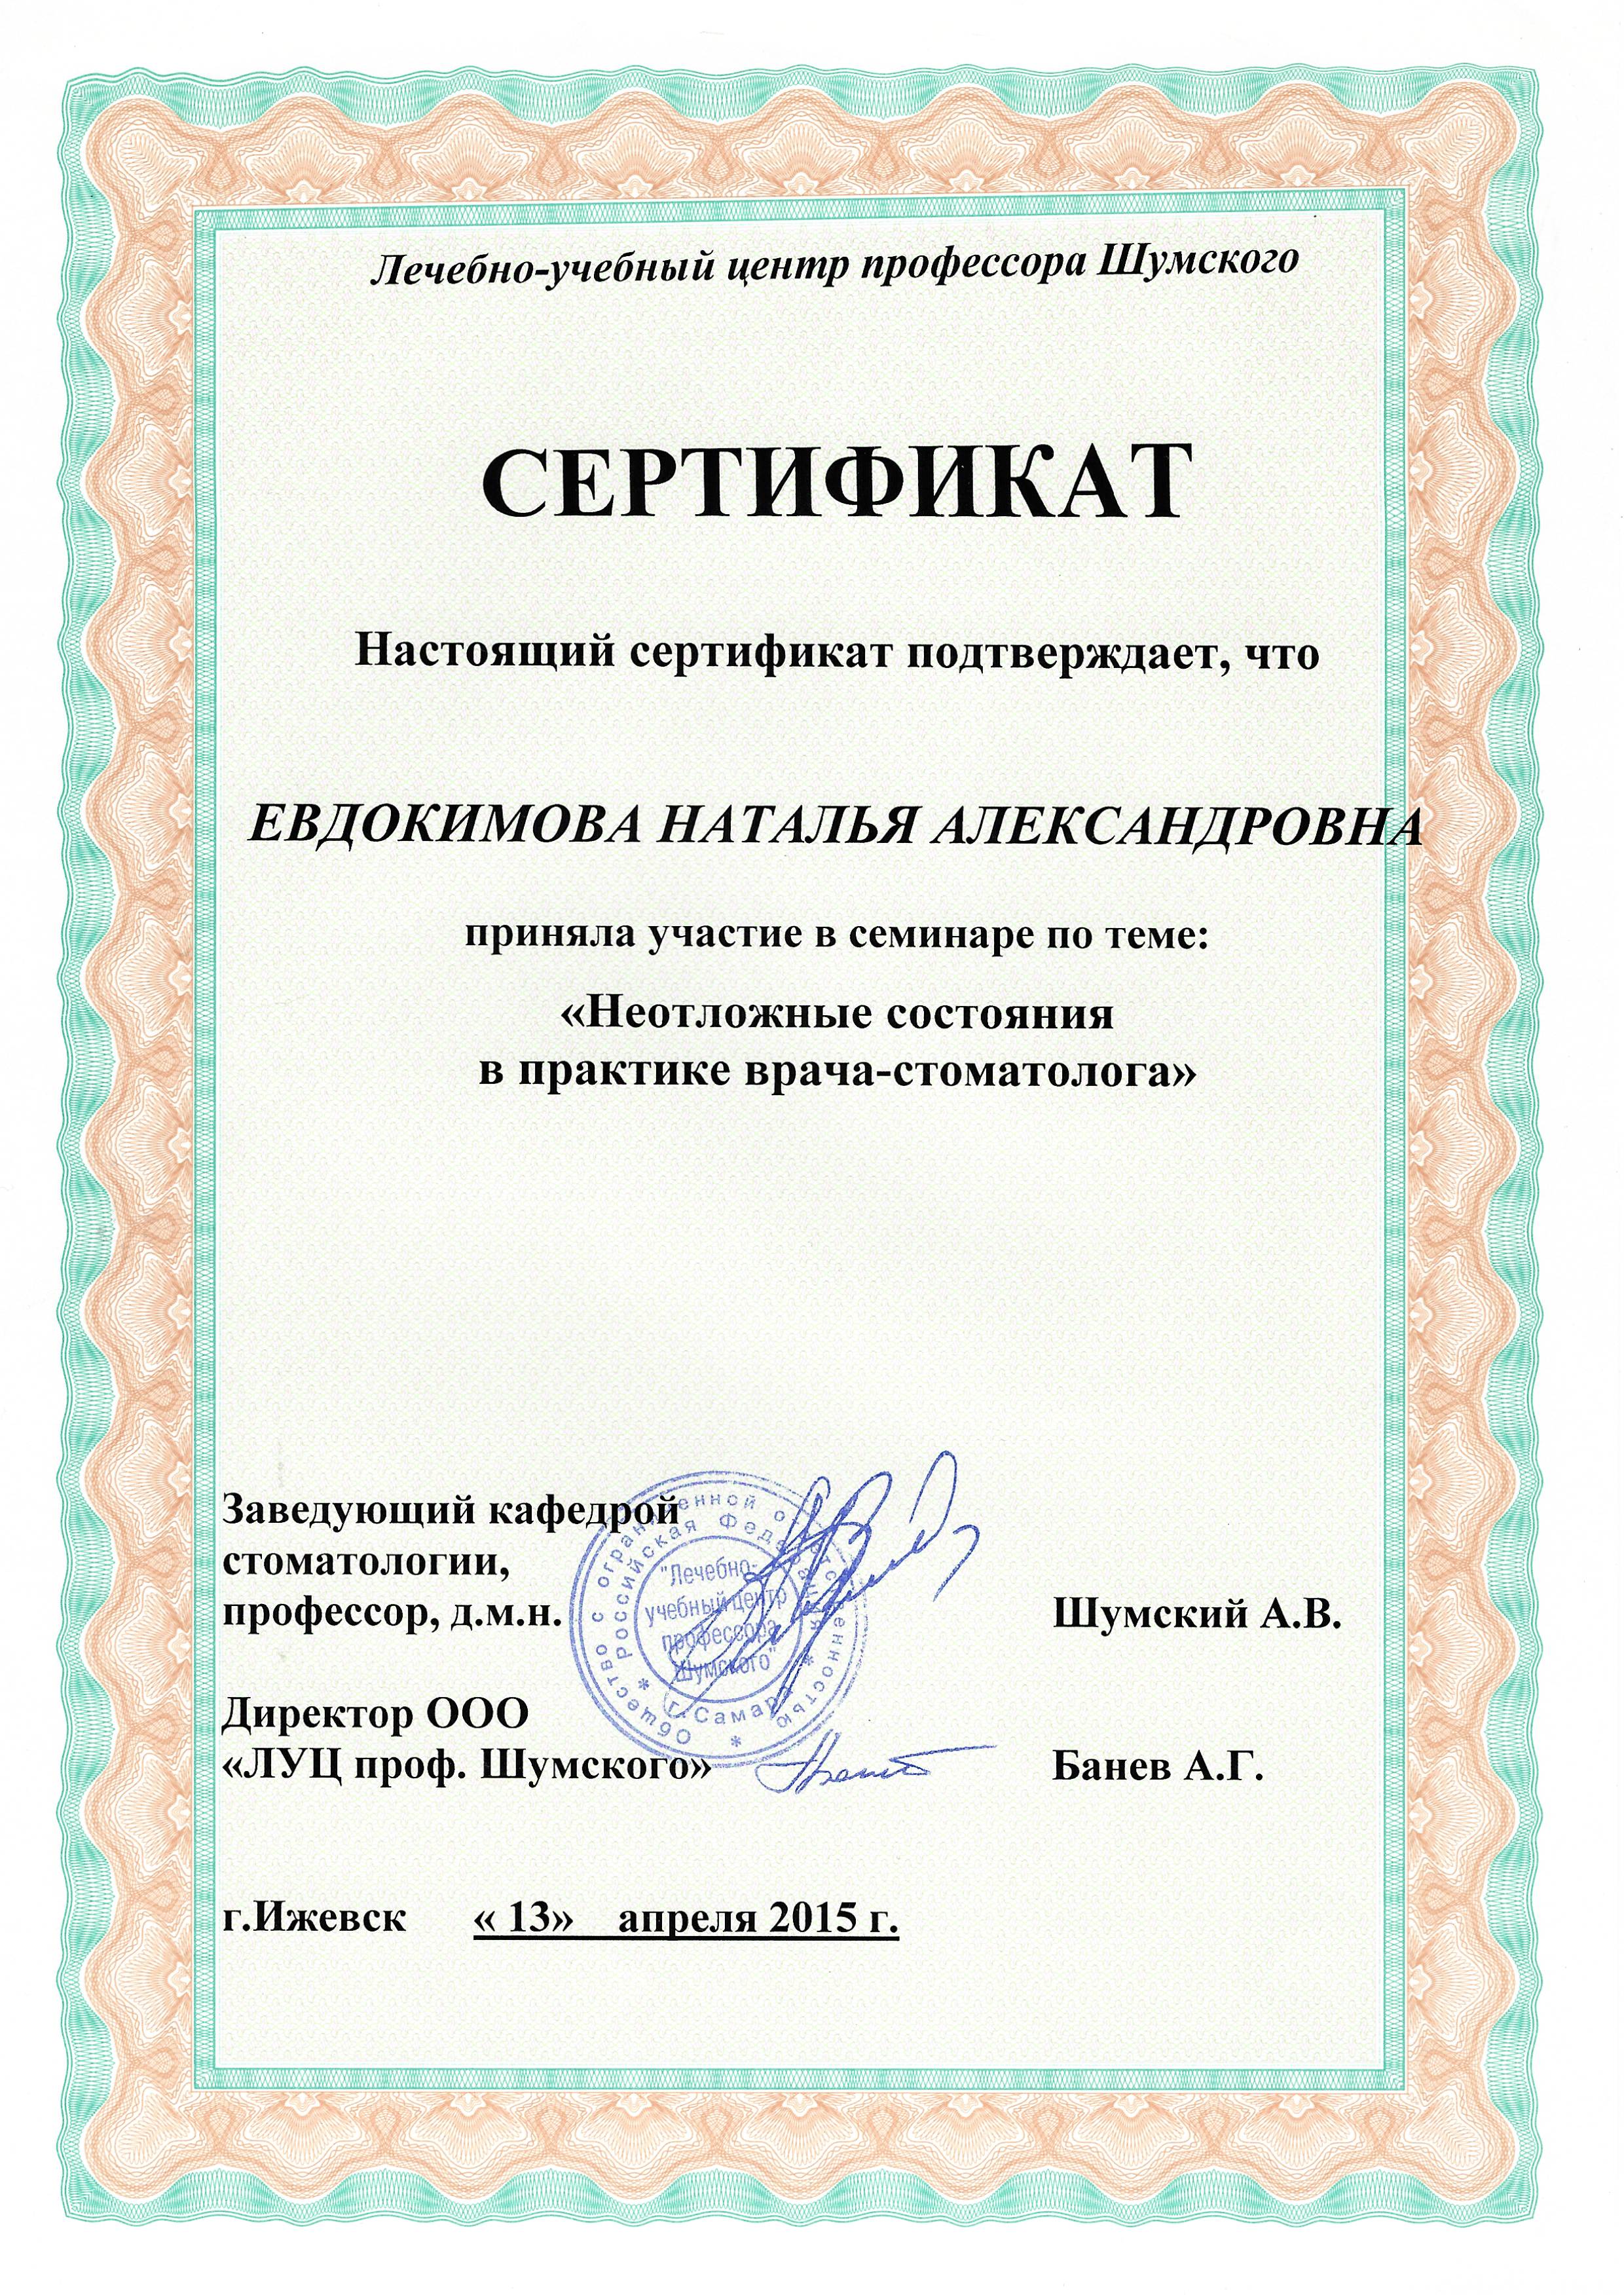 Лечебно-учебный центр профессора Шумского
СЕРТИФИКАТ
Настоящий сертификат подтверждает, что
ЕВДОКИМОВА НАТАЛЬЯ АЛЕКСАНДРОВНА
приняла участие в семинаре по теме:
«Неотложные состояния
в практике врача-стоматолога»
Заведующий кафедрой
стоматологии,
профессор, д.м.н.
Шумский А.В.
Общество с ограниченной ответственностью
Российская Федерация
"Лечебно-
учебный центр
профессора
Шумского"
г. Самара
Директор ООО
«ЛУЦ проф. Шумского»
Банев А.Г.
г.Ижевск « 13» апреля 2015 г.